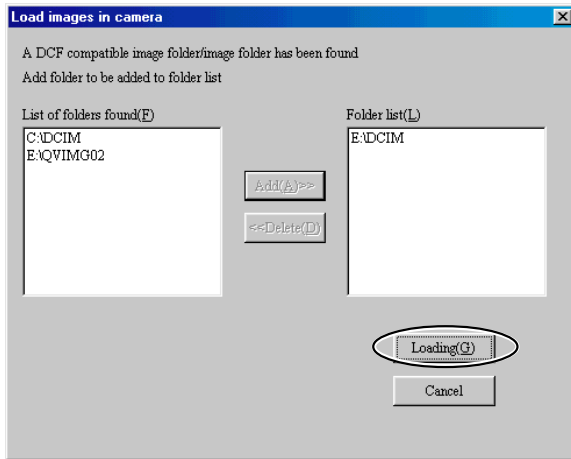 Load images in camera
A DCF compatible image folder/image folder has been found
Add folder to be added to folder list
List of folders found(F)
C:\DCIM
E:\QVIMG02
Add(A)>>
<<Delete(D)
Folder list(L)
E:\DCIM
Loading(G)
Cancel